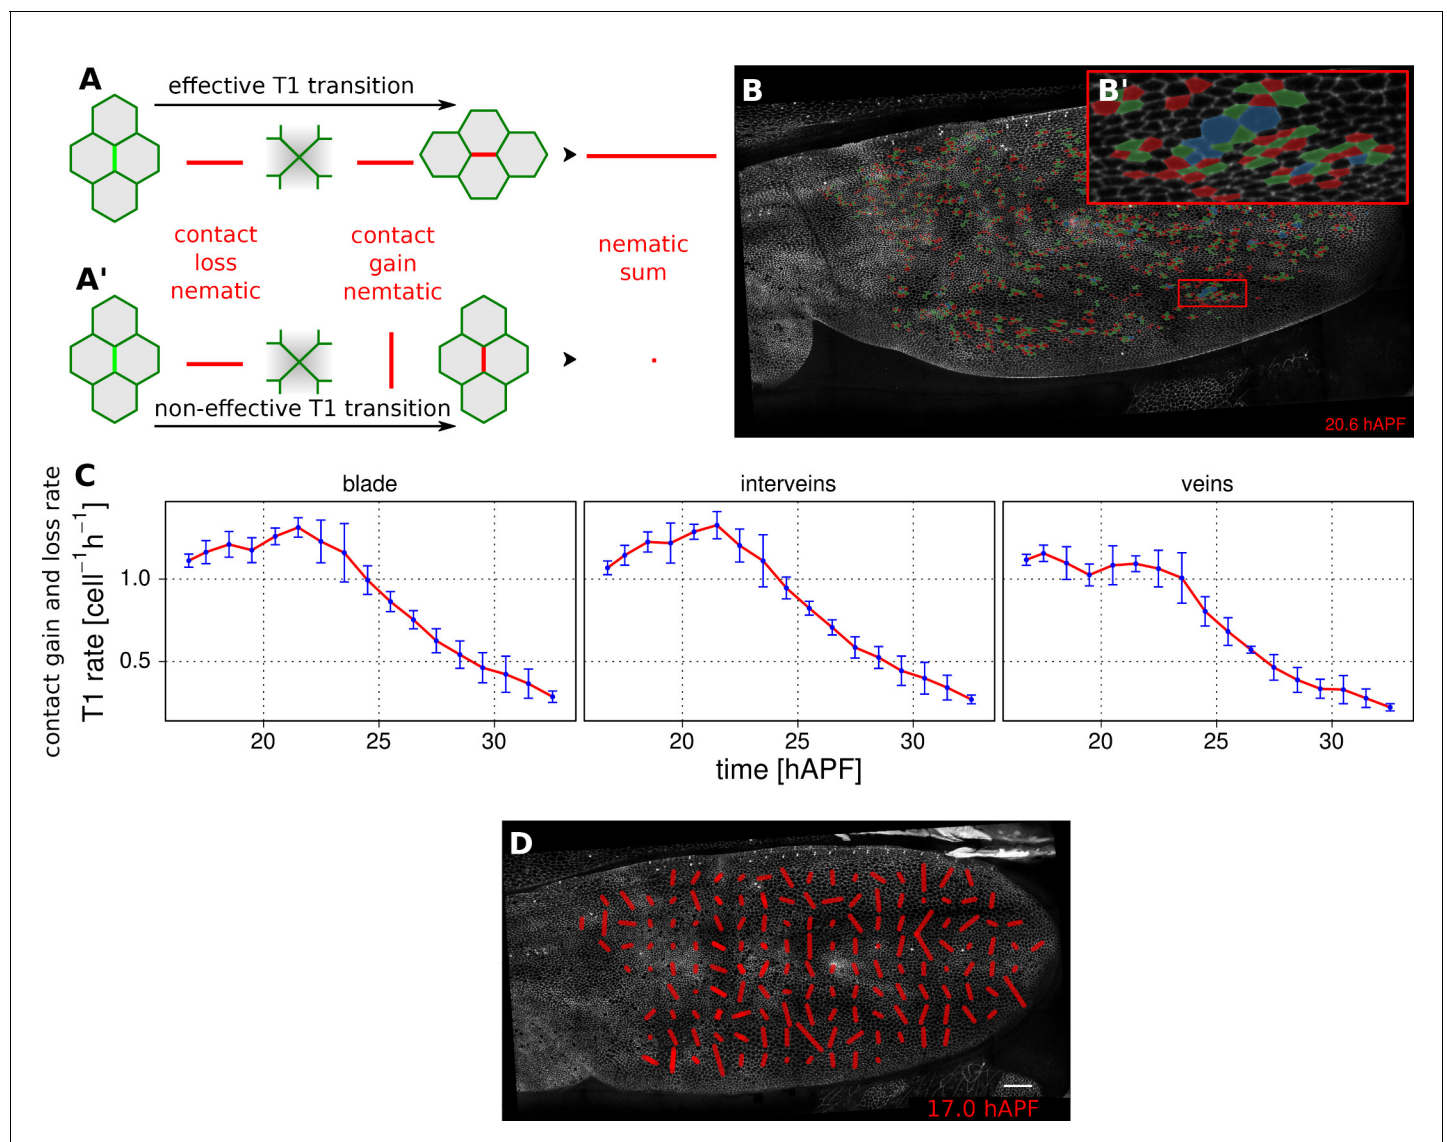 A
effective T1 transition
contact
loss
nematic
contact
gain
nemtatic
nematic
sum
A'
non-effective T1 transition
B
B'
20.6 hAPF
C
contact gain and loss rate
T1 rate [cell⁻¹h⁻¹]
blade
interveins
veins
1.0
0.5
20
25
30
20
25
30
20
25
30
time [hAPF]
D
17.0 hAPF